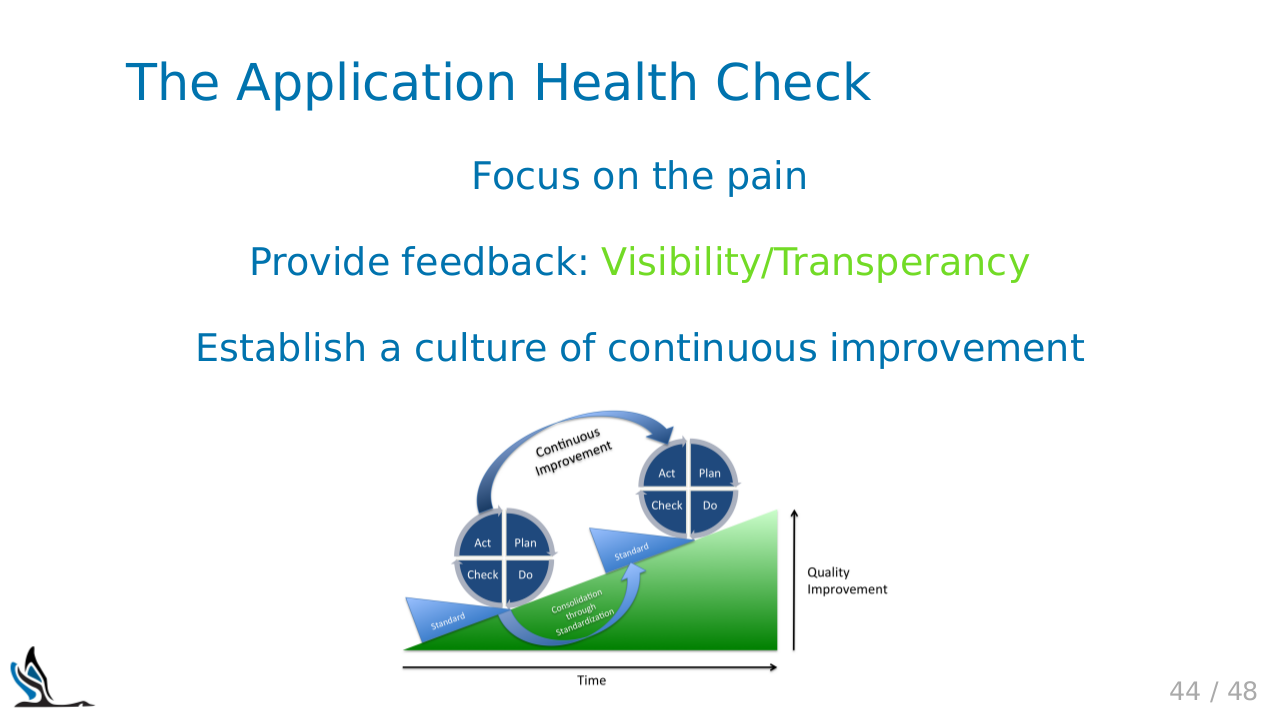 The Application Health Check
Focus on the pain
Provide feedback: Visibility/Transperancy
Establish a culture of continuous improvement
Continuous
Improvement
Act
Plan
Check
Do
Standard
Act
Plan
Check
Do
Standard
Consolidation
through
Standardization
Quality
Improvement
Time
44 / 48